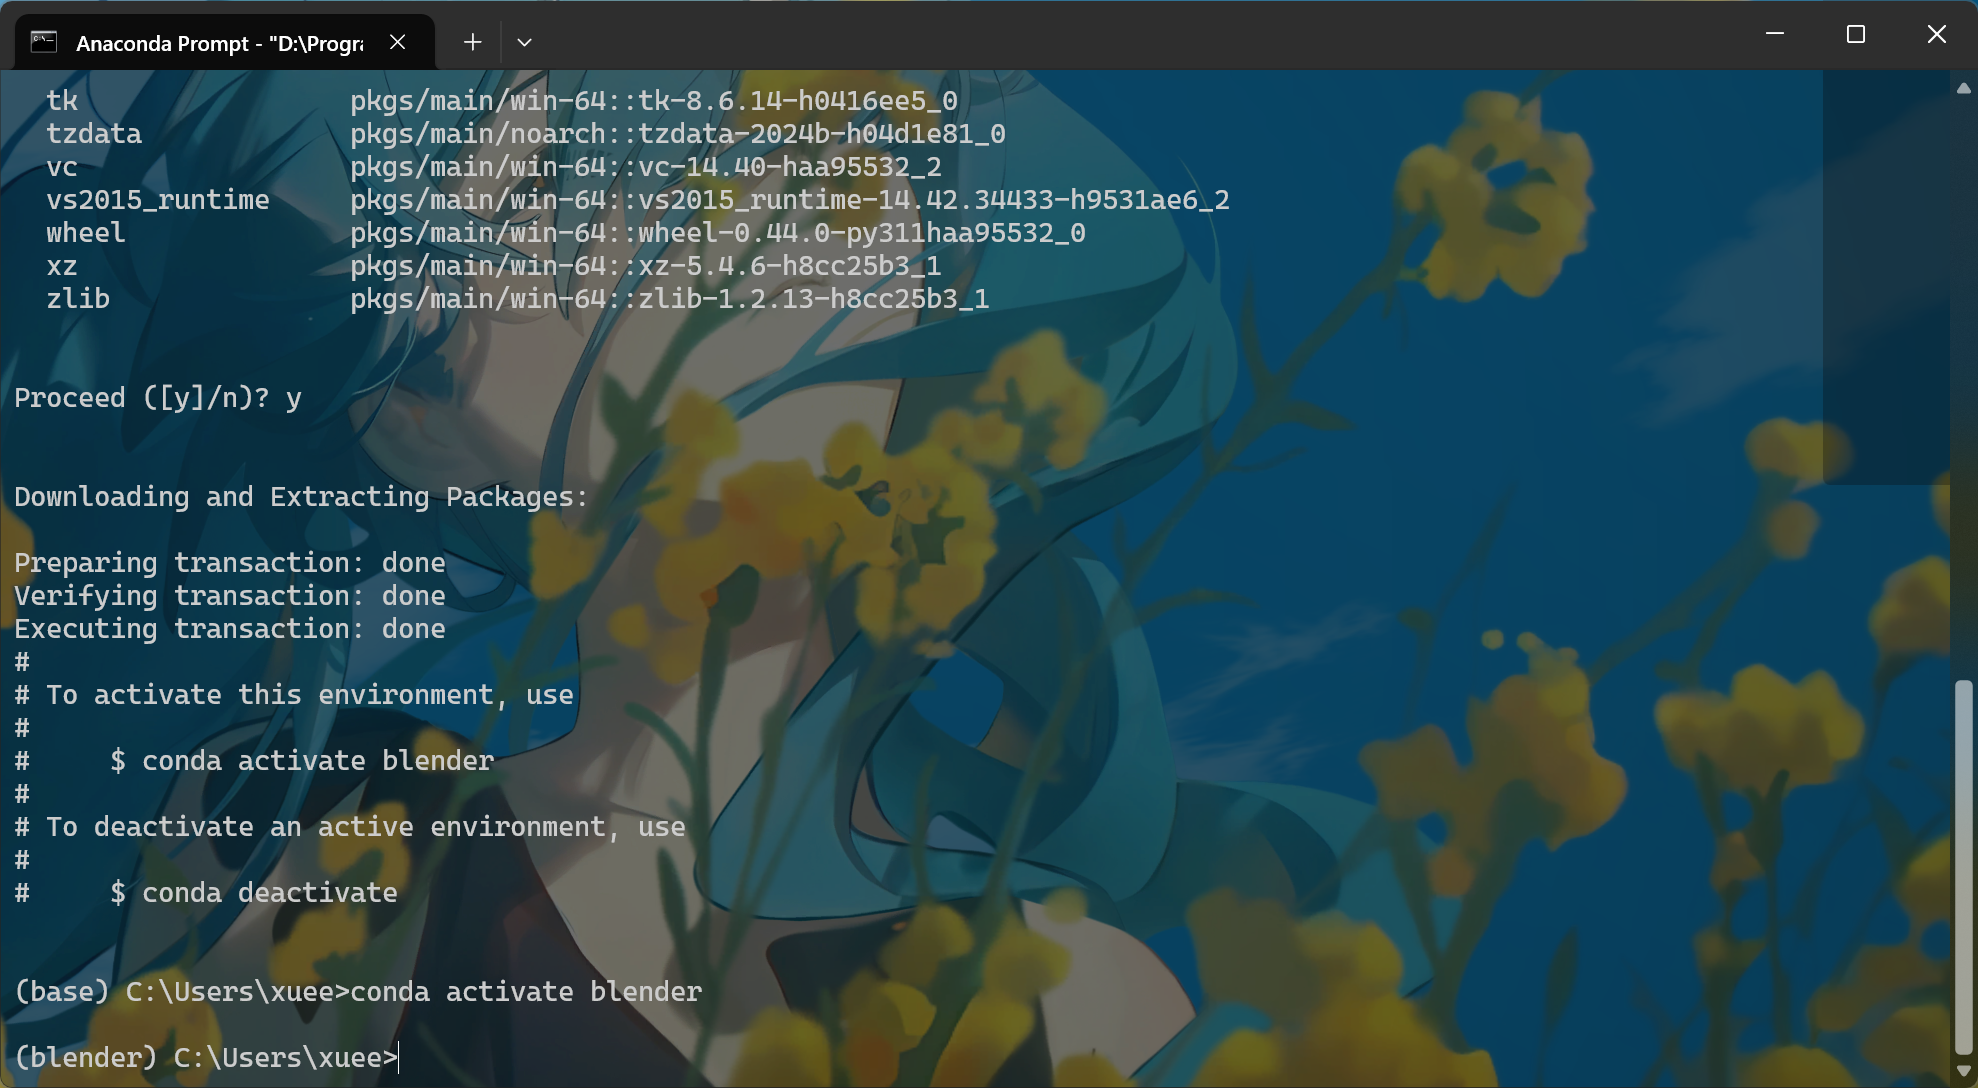 Anaconda Prompt - "D:\Progra
tk pkgs/main/win-64::tk-8.6.14-h0416ee5_0
tzdata pkgs/main/noarch::tzdata-2024b-h04d1e81_0
vc pkgs/main/win-64::vc-14.40-haa95532_2
vs2015_runtime pkgs/main/win-64::vs2015_runtime-14.42.34433-h9531ae6_2
wheel pkgs/main/win-64::wheel-0.44.0-py311haa95532_0
xz pkgs/main/win-64::xz-5.4.6-h8cc25b3_1
zlib pkgs/main/win-64::zlib-1.2.13-h8cc25b3_1
Proceed ([y]/n)? y
Downloading and Extracting Packages:
Preparing transaction: done
Verifying transaction: done
Executing transaction: done
#
# To activate this environment, use
#
# $ conda activate blender
#
# To deactivate an active environment, use
#
# $ conda deactivate
(base) C:\Users\xuee>conda activate blender
(blender) C:\Users\xuee>